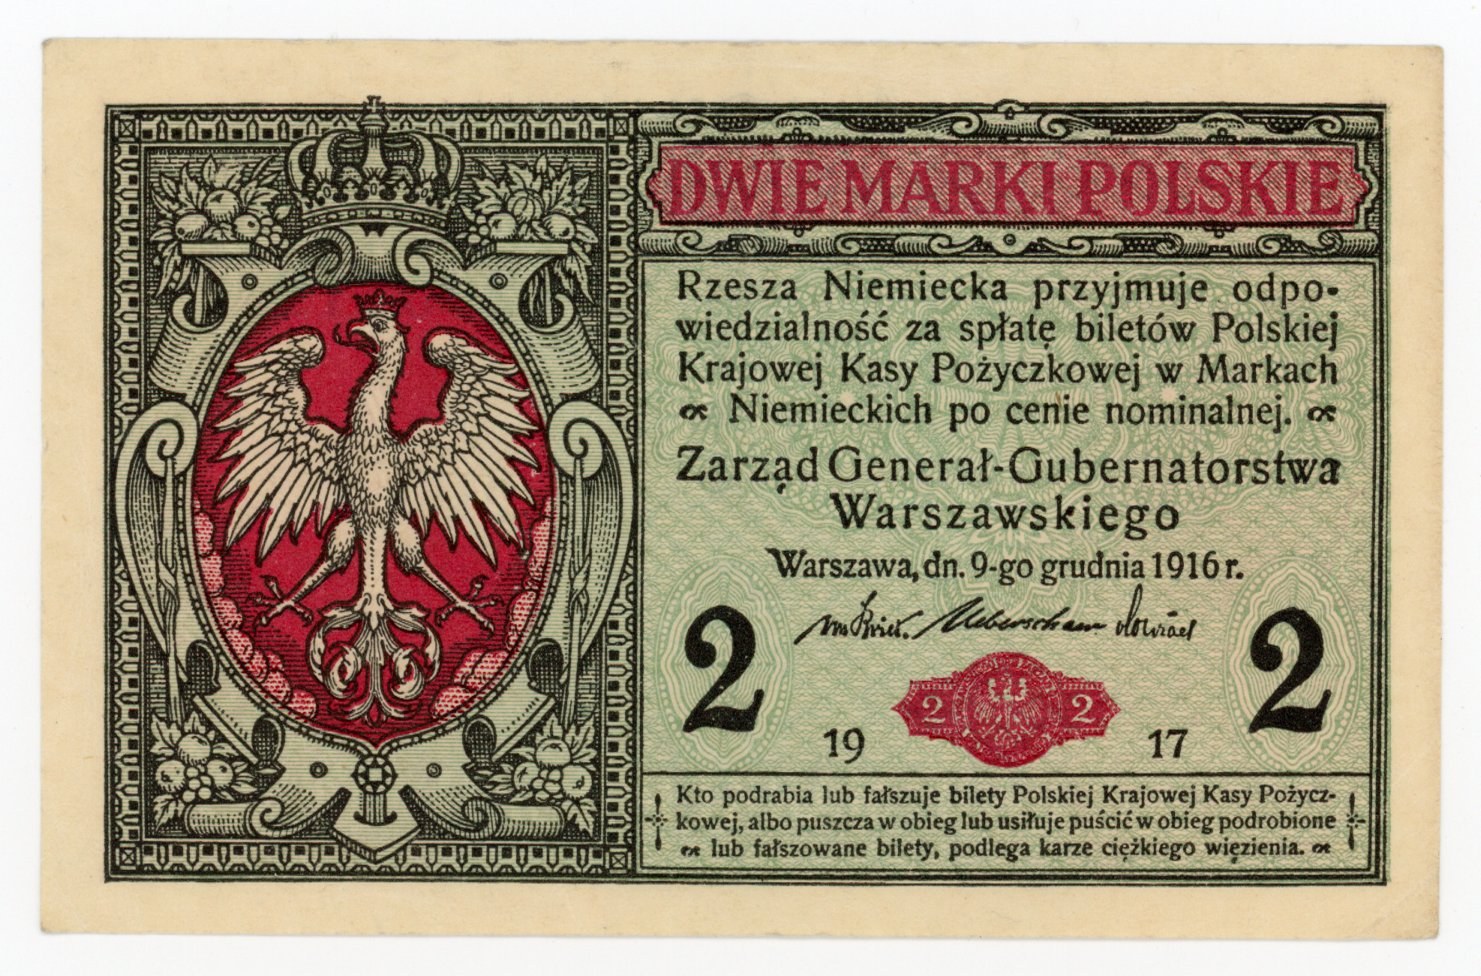 DWIE MARKI POLSKIE
Rzesza Niemiecka przyjmuje odpo-
wiedzialność za spłatę biletów Polskiej
Krajowej Kasy Pożyczkowej w Markach
Niemieckich po cenie nominalnej.
Zarząd Generał-Gubernatorstwa
Warszawskiego
Warszawa, dn. 9-go grudnia 1916 r.
2 2
2 2
19 17
Kto podrabia lub fałszuje bilety Polskiej Krajowej Kasy Pożycz-
kowej, albo puszcza w obieg lub usiłuje puścić w obieg podrobione
lub fałszowane bilety, podlega karze ciężkiego więzienia.